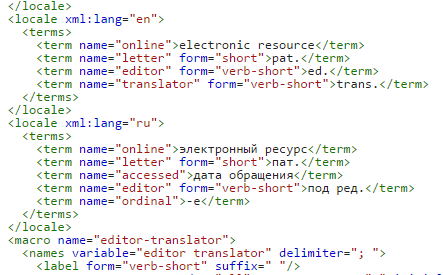 </locale>
<locale xml:lang="en">
<terms>
<term name="online">electronic resource</term>
<term name="letter" form="short">pat.</term>
<term name="editor" form="verb-short">ed.</term>
<term name="translator" form="verb-short">trans.</term>
</terms>
</locale>
<locale xml:lang="ru">
<terms>
<term name="online">электронный ресурс</term>
<term name="letter" form="short">пат.</term>
<term name="accessed">дата обращения</term>
<term name="editor" form="verb-short">под ред.</term>
<term name="ordinal">-е</term>
</terms>
</locale>
<macro name="editor-translator">
<names variable="editor translator" delimiter="; ">
<label form="verb-short" suffix=" "/>